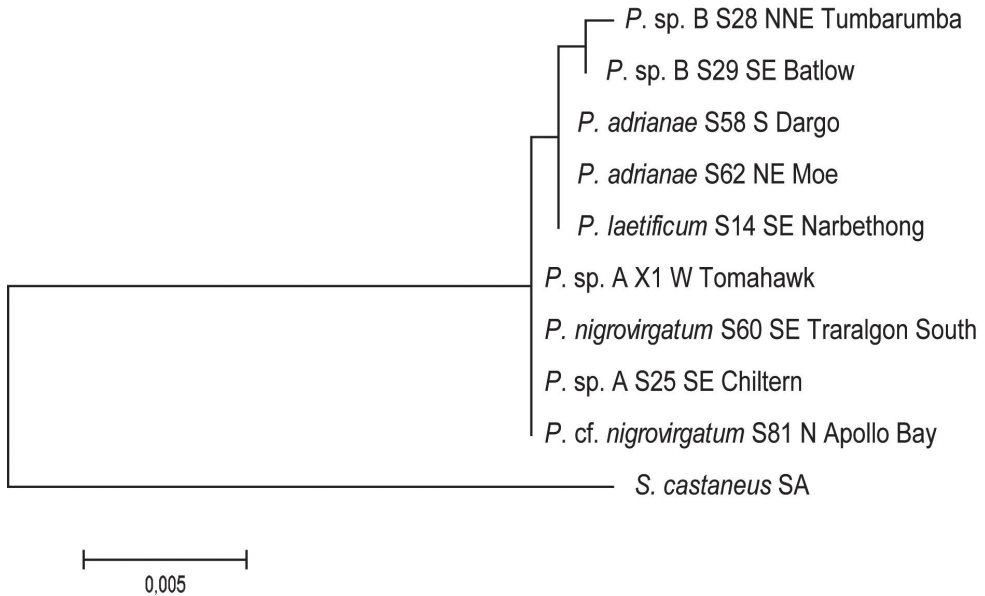 P. sp. B S28 NNE Tumbarumba
P. sp. B S29 SE Batlow
P. adrianae S58 S Dargo
P. adrianae S62 NE Moe
P. laetificum S14 SE Narbethong
P. sp. A X1 W Tomahawk
P. nigrovirgatum S60 SE Traralgon South
P. sp. A S25 SE Chiltern
P. cf. nigrovirgatum S81 N Apollo Bay
S. castaneus SA
0,005